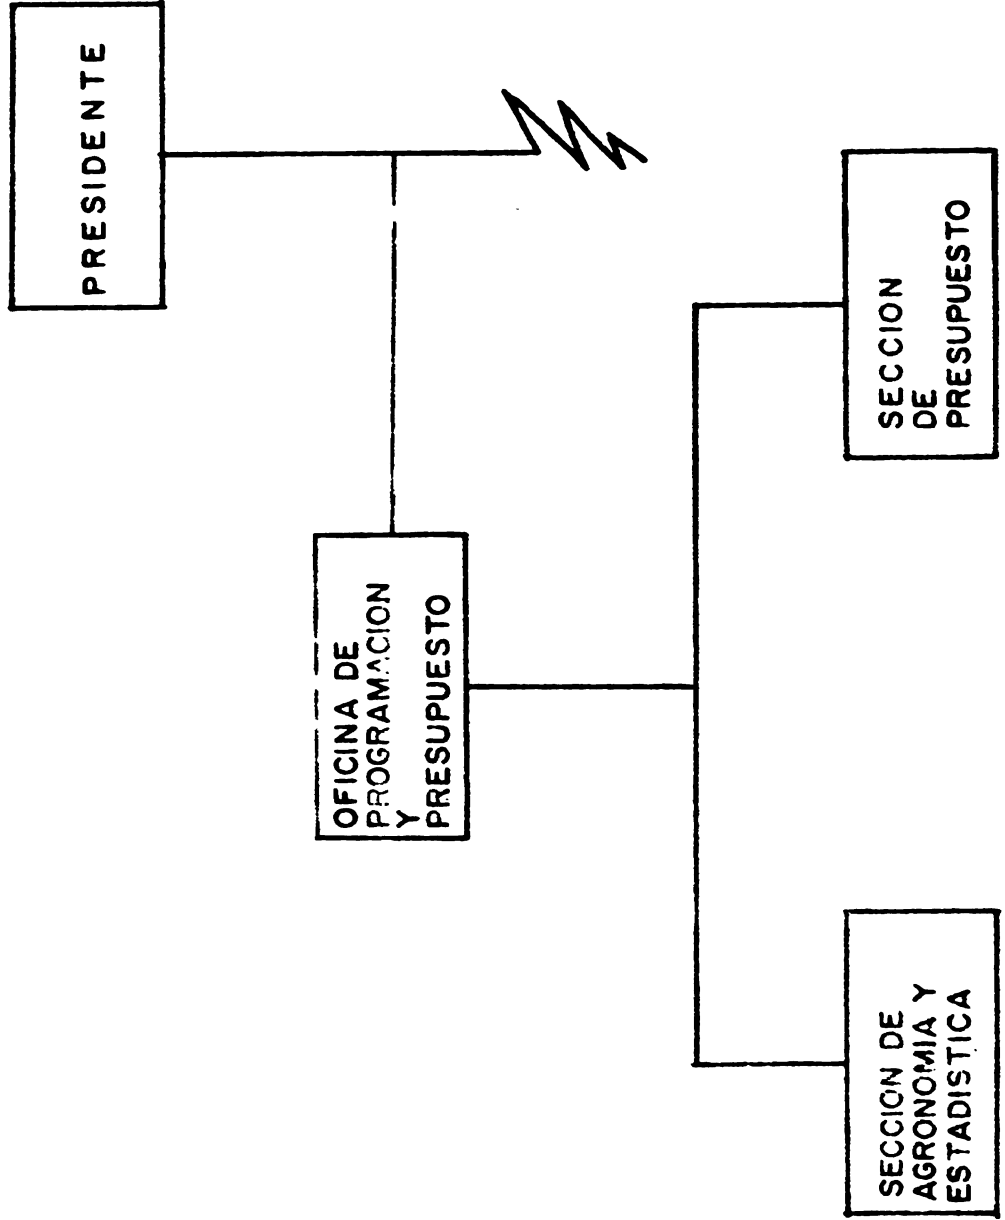 PRESIDENTE
OFICINA DE
PROGRAMACION
Y
PRESUPUESTO
SECCION DE
AGRONOMIA Y
ESTADISTICA
SECCION
DE
PRESUPUESTO